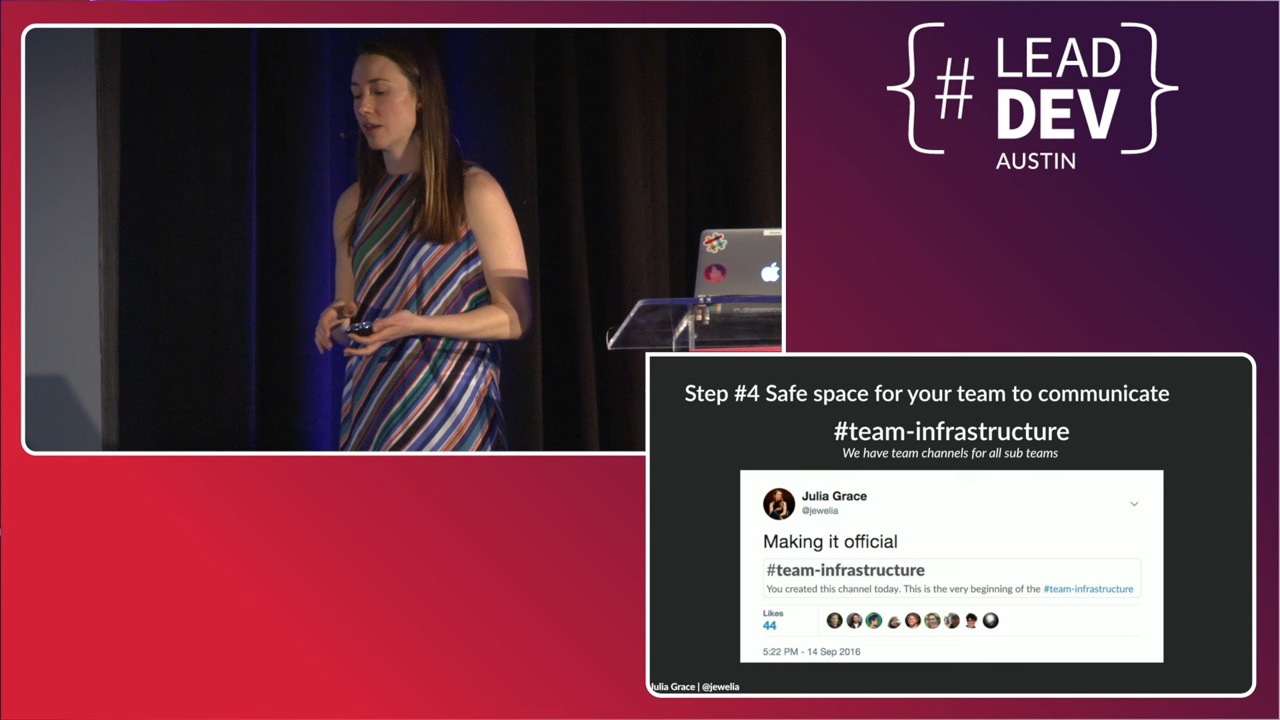 {#LEAD
DEV}
AUSTIN
Step #4 Safe space for your team to communicate
#team-infrastructure
We have team channels for all sub teams
Julia Grace
@jewelia
Making it official
#team-infrastructure
You created this channel today. This is the very beginning of the #team-infrastructure
Likes
44
5:22 PM - 14 Sep 2016
Julia Grace | @jewelia